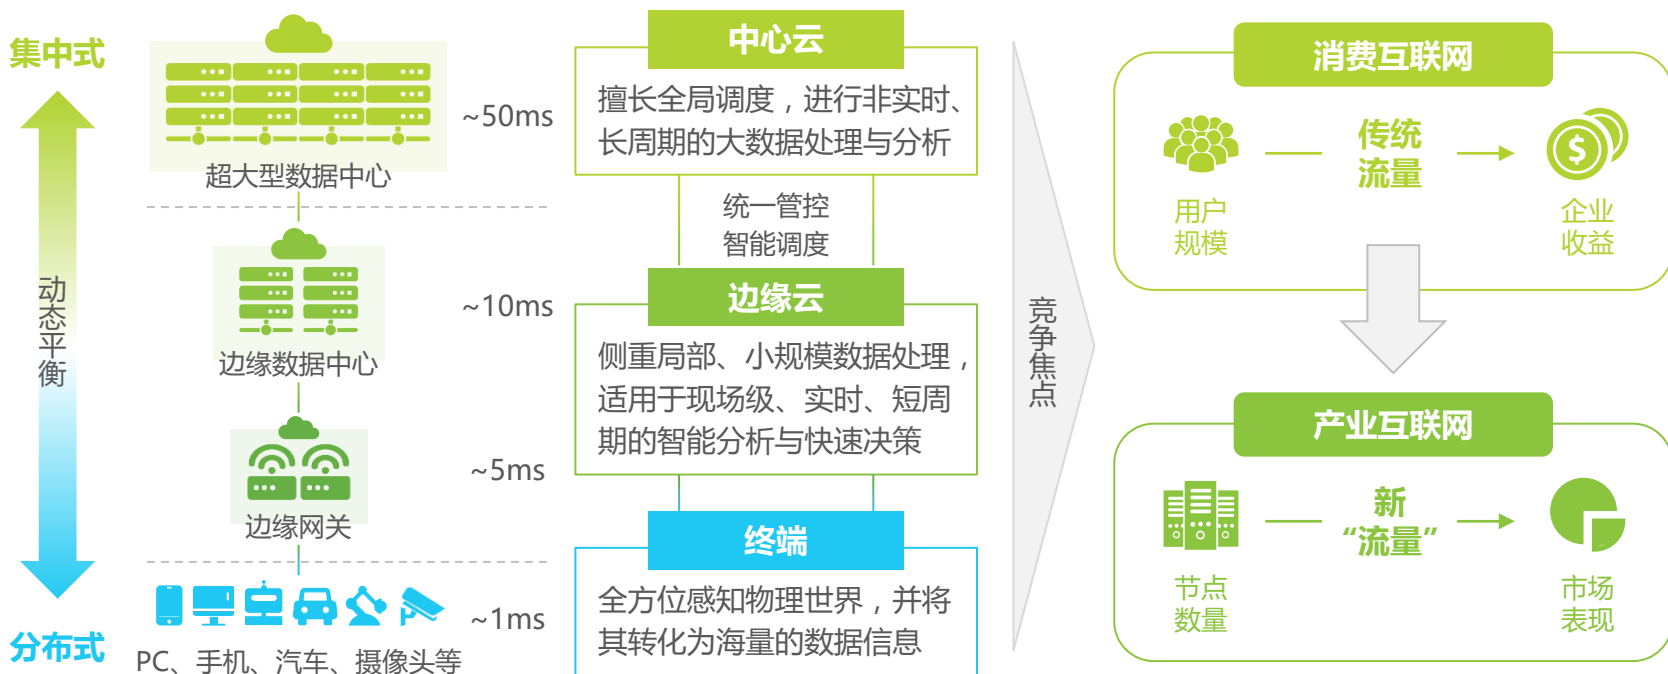 集中式
动态平衡
分布式
超大型数据中心
边缘数据中心
边缘网关
PC、手机、汽车、摄像头等
~50ms
~10ms
~5ms
~1ms
中心云
擅长全局调度，进行非实时、
长周期的大数据处理与分析
统一管控
智能调度
边缘云
侧重局部、小规模数据处理，
适用于现场级、实时、短周
期的智能分析与快速决策
终端
全方位感知物理世界，并将
其转化为海量的数据信息
竞争焦点
消费互联网
用户
规模
传统
流量
$
企业
收益
产业互联网
节点
数量
新
“流量”
市场
表现